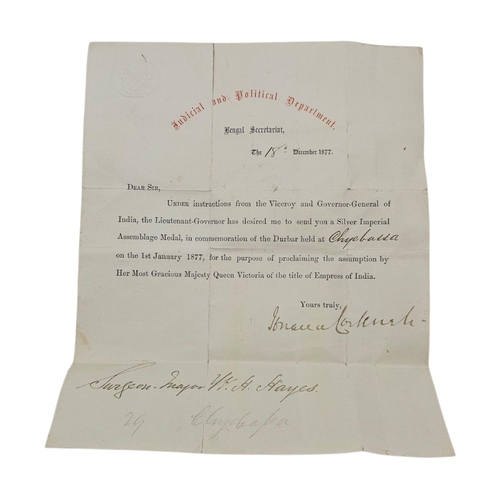 Judicial and Political Department.
Bengal Secretariat,
The 18th December 1877.
DEAR SIR,
UNDER instructions from the Viceroy and Governor-General of
India, the Lieutenant-Governor has desired me to send you a Silver Imperial
Assemblage Medal, in commemoration of the Durbar held at Chyebassa
on the 1st January 1877, for the purpose of proclaiming the assumption by
Her Most Gracious Majesty Queen Victoria of the title of Empress of India.
Yours truly,
Surgeon-Major W. H. Hayes.
29 Chyebassa